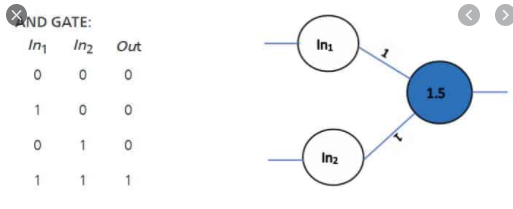 AND GATE:
In1 In2 Out
0 0 0
1 0 0
0 1 0
1 1 1
In1
1
1.5
1
In2